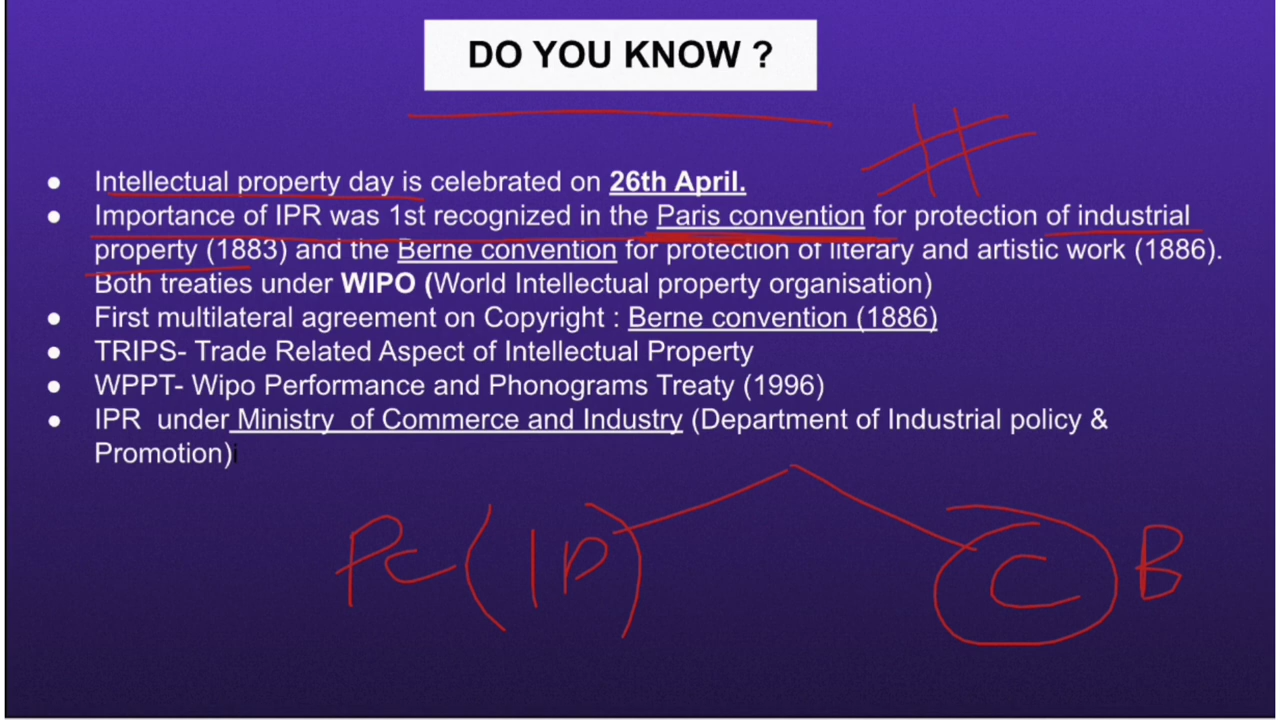 DO YOU KNOW ?
● Intellectual property day is celebrated on 26th April.
● Importance of IPR was 1st recognized in the Paris convention for protection of industrial
property (1883) and the Berne convention for protection of literary and artistic work (1886).
Both treaties under WIPO (World Intellectual property organisation)
● First multilateral agreement on Copyright : Berne convention (1886)
● TRIPS- Trade Related Aspect of Intellectual Property
● WPPT- Wipo Performance and Phonograms Treaty (1996)
● IPR under Ministry of Commerce and Industry (Department of Industrial policy &
Promotion)i
PC (IP) C B